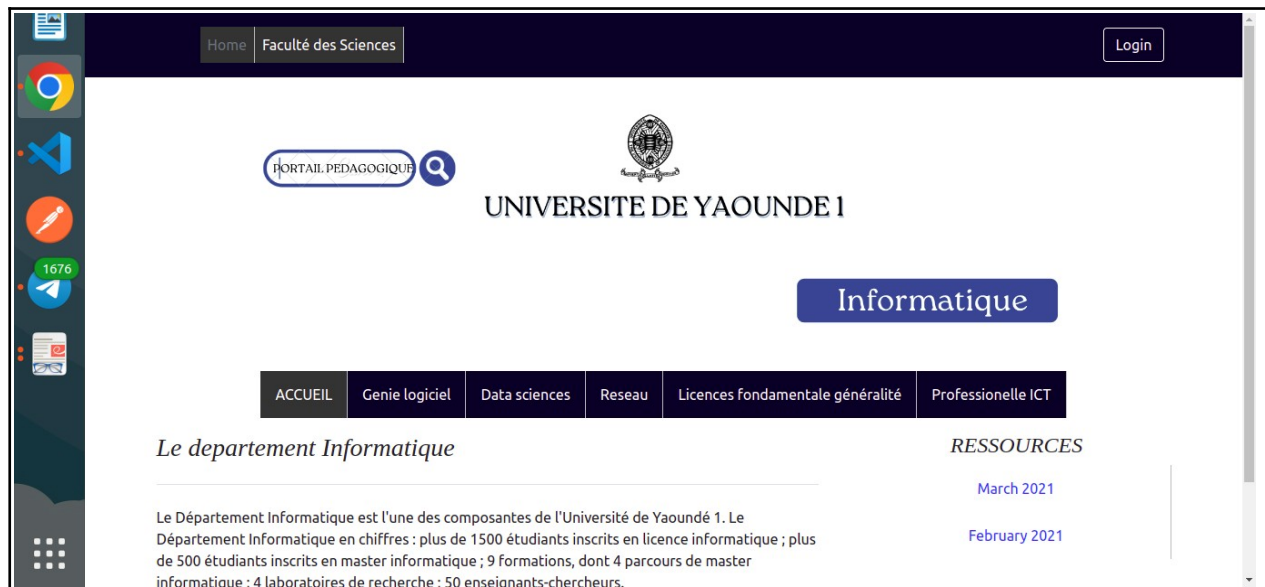 Home Faculté des Sciences Login
PORTAIL PEDAGOGIQUE
UNIVERSITE DE YAOUNDE 1
1676
Informatique
ACCUEIL Genie logiciel Data sciences Reseau Licences fondamentale généralité Professionelle ICT
Le departement Informatique
RESSOURCES
March 2021
February 2021
Le Département Informatique est l'une des composantes de l'Université de Yaoundé 1. Le
Département Informatique en chiffres : plus de 1500 étudiants inscrits en licence informatique ; plus
de 500 étudiants inscrits en master informatique ; 9 formations, dont 4 parcours de master
informatique ; 4 laboratoires de recherche ; 50 enseignants-chercheurs.